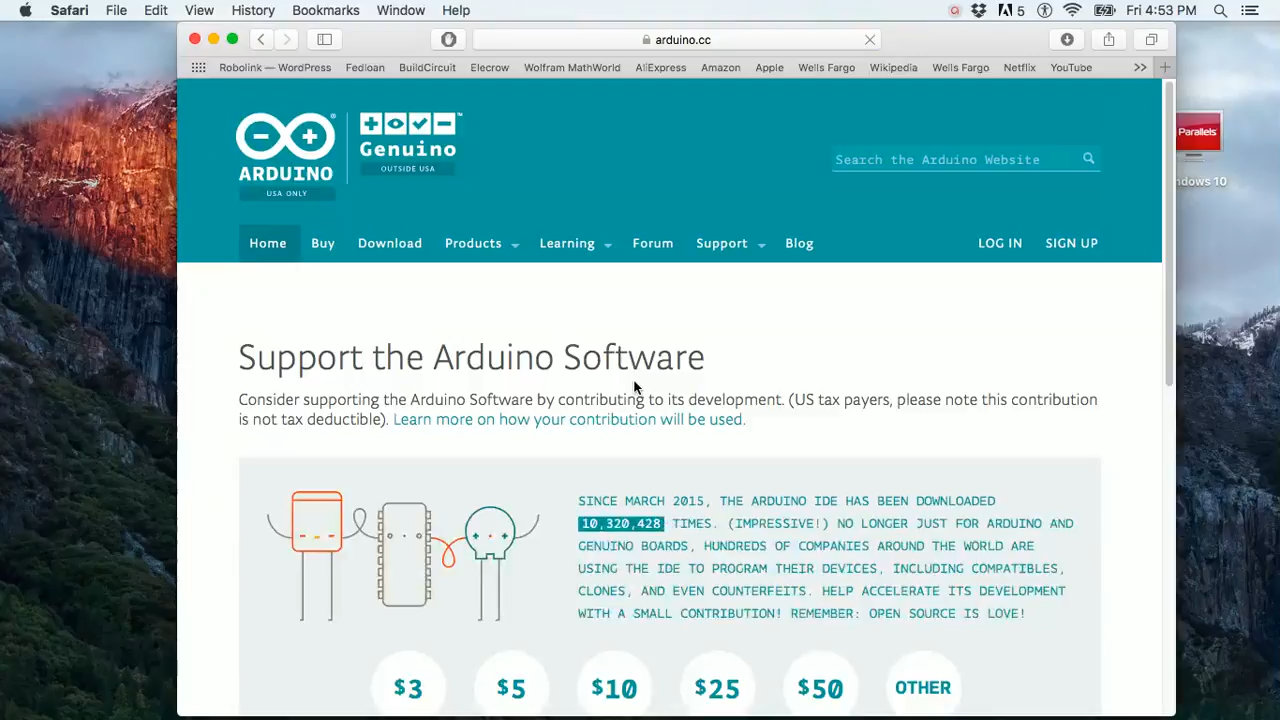 Safari File Edit View History Bookmarks Window Help 5 Fri 4:53 PM
arduino.cc
Robolink — WordPress Fedloan BuildCircuit Elecrow Wolfram MathWorld AliExpress Amazon Apple Wells Fargo Wikipedia Wells Fargo Netflix YouTube >> +
ARDUINO
USA ONLY
Genuino
OUTSIDE USA
Search the Arduino Website
Parallels
ndows 10
Home Buy Download Products Learning Forum Support Blog LOG IN SIGN UP
Support the Arduino Software
Consider supporting the Arduino Software by contributing to its development. (US tax payers, please note this contribution
is not tax deductible). Learn more on how your contribution will be used.
SINCE MARCH 2015, THE ARDUINO IDE HAS BEEN DOWNLOADED
10,320,428 TIMES. (IMPRESSIVE!) NO LONGER JUST FOR ARDUINO AND
GENUINO BOARDS, HUNDREDS OF COMPANIES AROUND THE WORLD ARE
USING THE IDE TO PROGRAM THEIR DEVICES, INCLUDING COMPATIBLES,
CLONES, AND EVEN COUNTERFEITS. HELP ACCELERATE ITS DEVELOPMENT
WITH A SMALL CONTRIBUTION! REMEMBER: OPEN SOURCE IS LOVE!
$3 $5 $10 $25 $50 OTHER